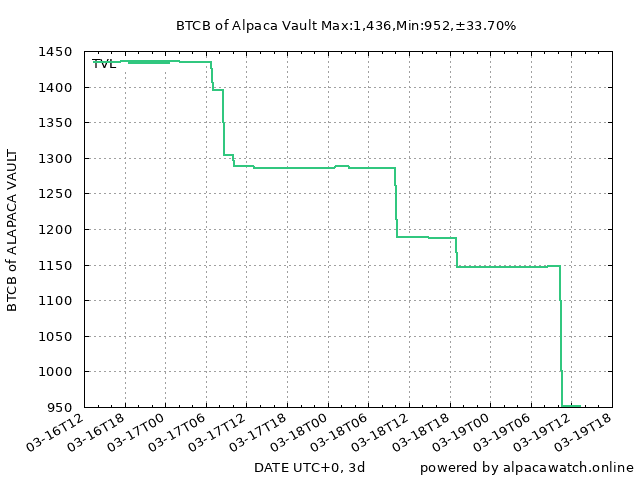 BTCB of Alpaca Vault Max:1,436,Min:952,±33.70%
BTCB of ALAPACA VAULT
1450
1400
1350
1300
1250
1200
1150
1100
1050
1000
950
TVL
03-16T12
03-16T18
03-17T00
03-17T06
03-17T12
03-17T18
03-18T00
03-18T06
03-18T12
03-18T18
03-19T00
03-19T06
03-19T12
03-19T18
DATE UTC+0, 3d
powered by alpacawatch.online